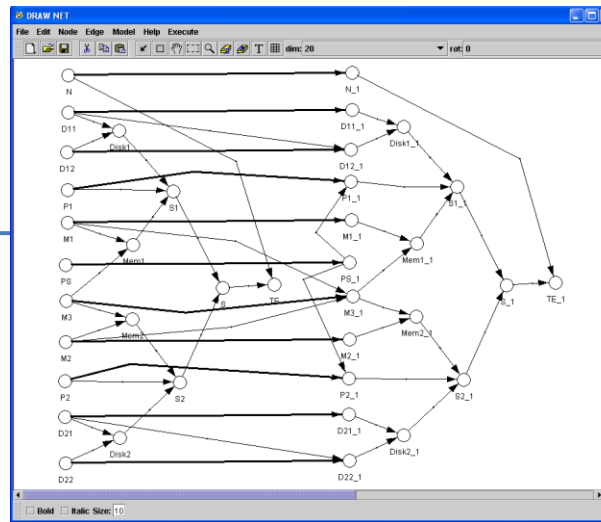 DRAW NET
File Edit Node Edge Model Help Execute
T dim: 20 rot: 0
N N_1
D11 D11_1
Disk1 Disk1_1
D12 D12_1
P1 P1_1
S1 S1_1
M1 M1_1
Mem1 Mem1_1
PS PS_1
S TE S_1 TE_1
M3 M3_1
Mem2 Mem2_1
M2 M2_1
P2 P2_1
S2 S2_1
D21 D21_1
Disk2 Disk2_1
D22 D22_1
Bold Italic Size: 10